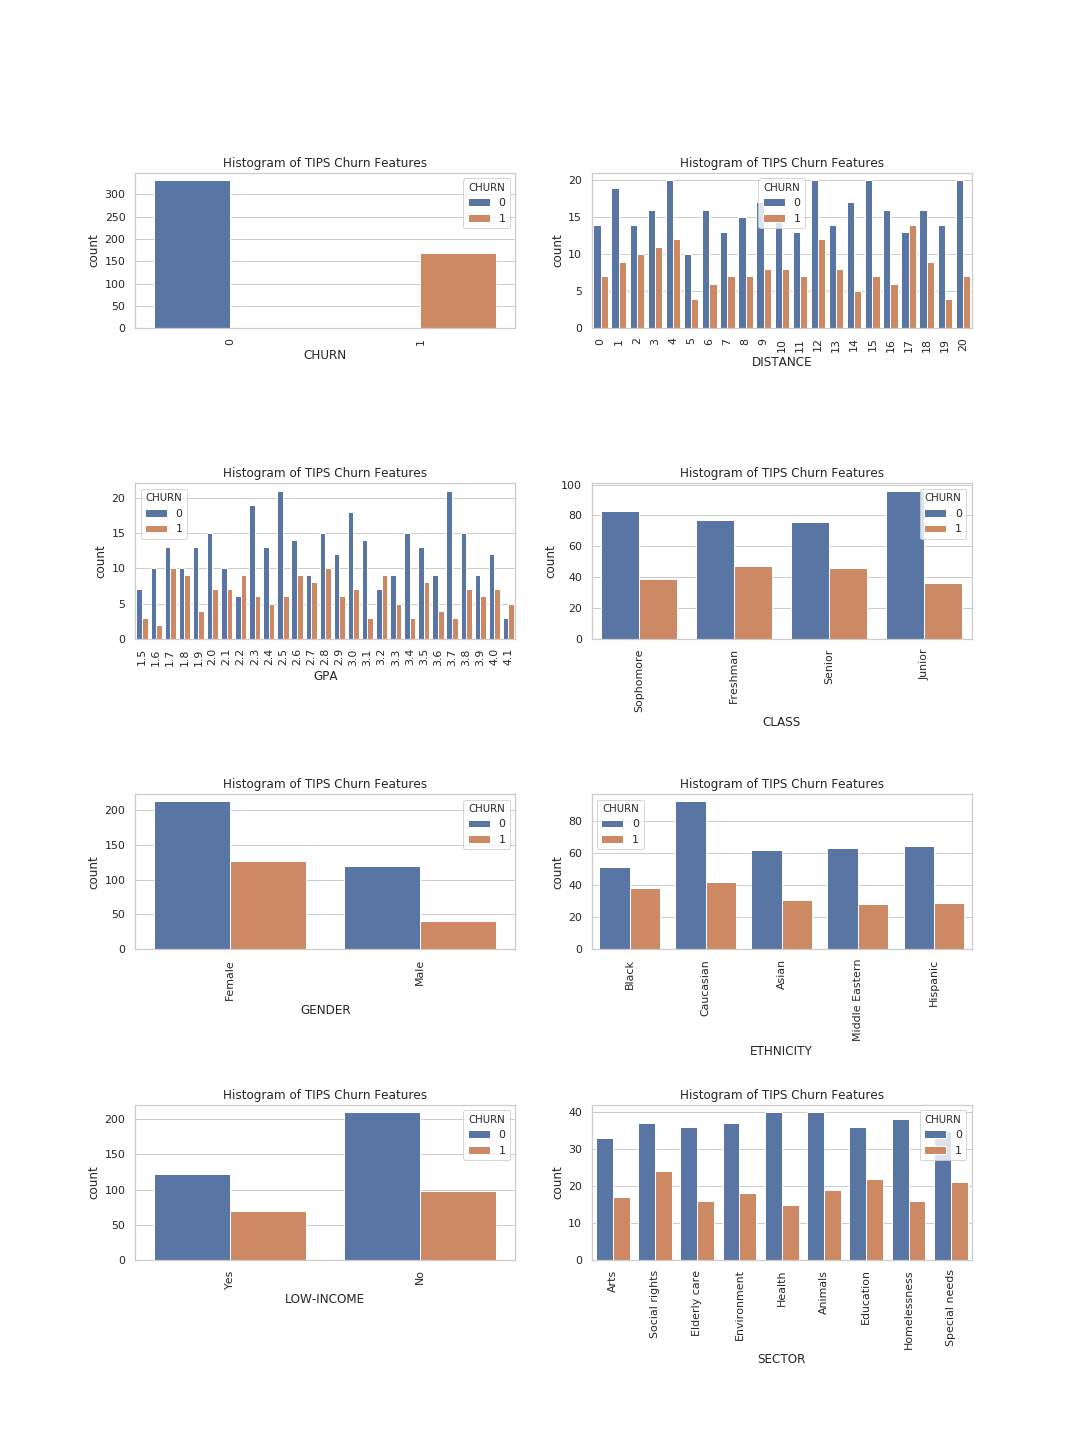 Histogram of TIPS Churn Features
count
300
250
200
150
100
50
0
CHURN
0
1
0
1
CHURN
Histogram of TIPS Churn Features
count
20
15
10
5
0
CHURN
0
1
0 1 2 3 4 5 6 7 8 9 10 11 12 13 14 15 16 17 18 19 20
DISTANCE
Histogram of TIPS Churn Features
count
20
15
10
5
0
CHURN
0
1
1.5 1.6 1.7 1.8 1.9 2.0 2.1 2.2 2.3 2.4 2.5 2.6 2.7 2.8 2.9 3.0 3.1 3.2 3.3 3.4 3.5 3.6 3.7 3.8 3.9 4.0 4.1
GPA
Histogram of TIPS Churn Features
count
100
80
60
40
20
0
CHURN
0
1
Sophomore
Freshman
Senior
Junior
CLASS
Histogram of TIPS Churn Features
count
200
150
100
50
0
CHURN
0
1
Female
Male
GENDER
Histogram of TIPS Churn Features
count
80
60
40
20
0
CHURN
0
1
Black
Caucasian
Asian
Middle Eastern
Hispanic
ETHNICITY
Histogram of TIPS Churn Features
count
200
150
100
50
0
CHURN
0
1
Yes
No
LOW-INCOME
Histogram of TIPS Churn Features
count
40
30
20
10
0
CHURN
0
1
Arts
Social rights
Elderly care
Environment
Health
Animals
Education
Homelessness
Special needs
SECTOR